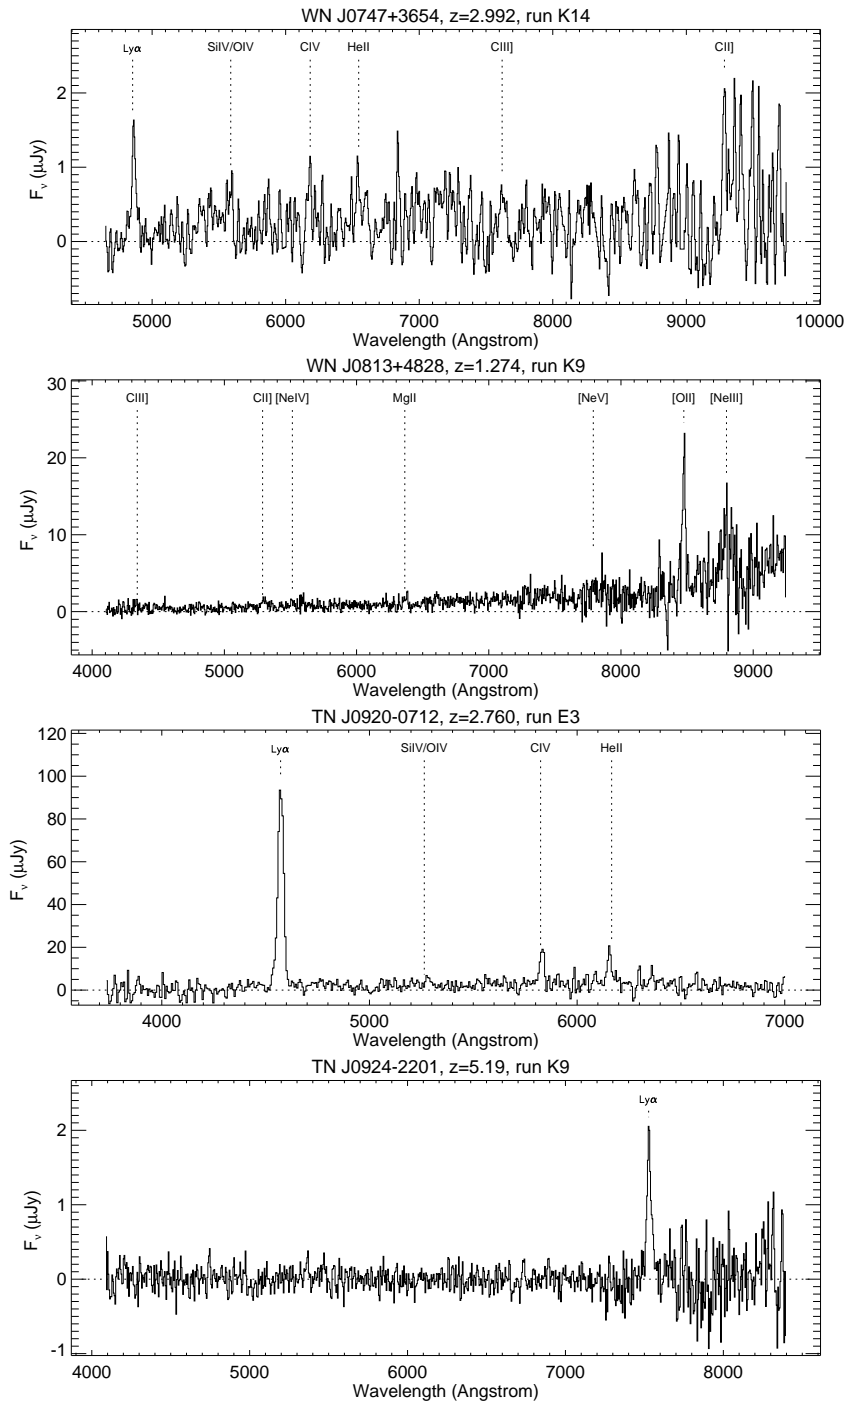 WN J0747+3654, z=2.992, run K14
Lyα SiIV/OIV CIV HeII CIII] CII]
2
1
0
Fν (μJy)
5000 6000 7000 8000 9000 10000
Wavelength (Angstrom)
WN J0813+4828, z=1.274, run K9
30
CIII] CII] [NeIV] MgII [NeV] [OII] [NeIII]
20
10
0
Fν (μJy)
4000 5000 6000 7000 8000 9000
Wavelength (Angstrom)
TN J0920-0712, z=2.760, run E3
120
Lyα SiIV/OIV CIV HeII
100
80
60
40
20
0
Fν (μJy)
4000 5000 6000 7000
Wavelength (Angstrom)
TN J0924-2201, z=5.19, run K9
Lyα
2
1
0
-1
Fν (μJy)
4000 5000 6000 7000 8000
Wavelength (Angstrom)